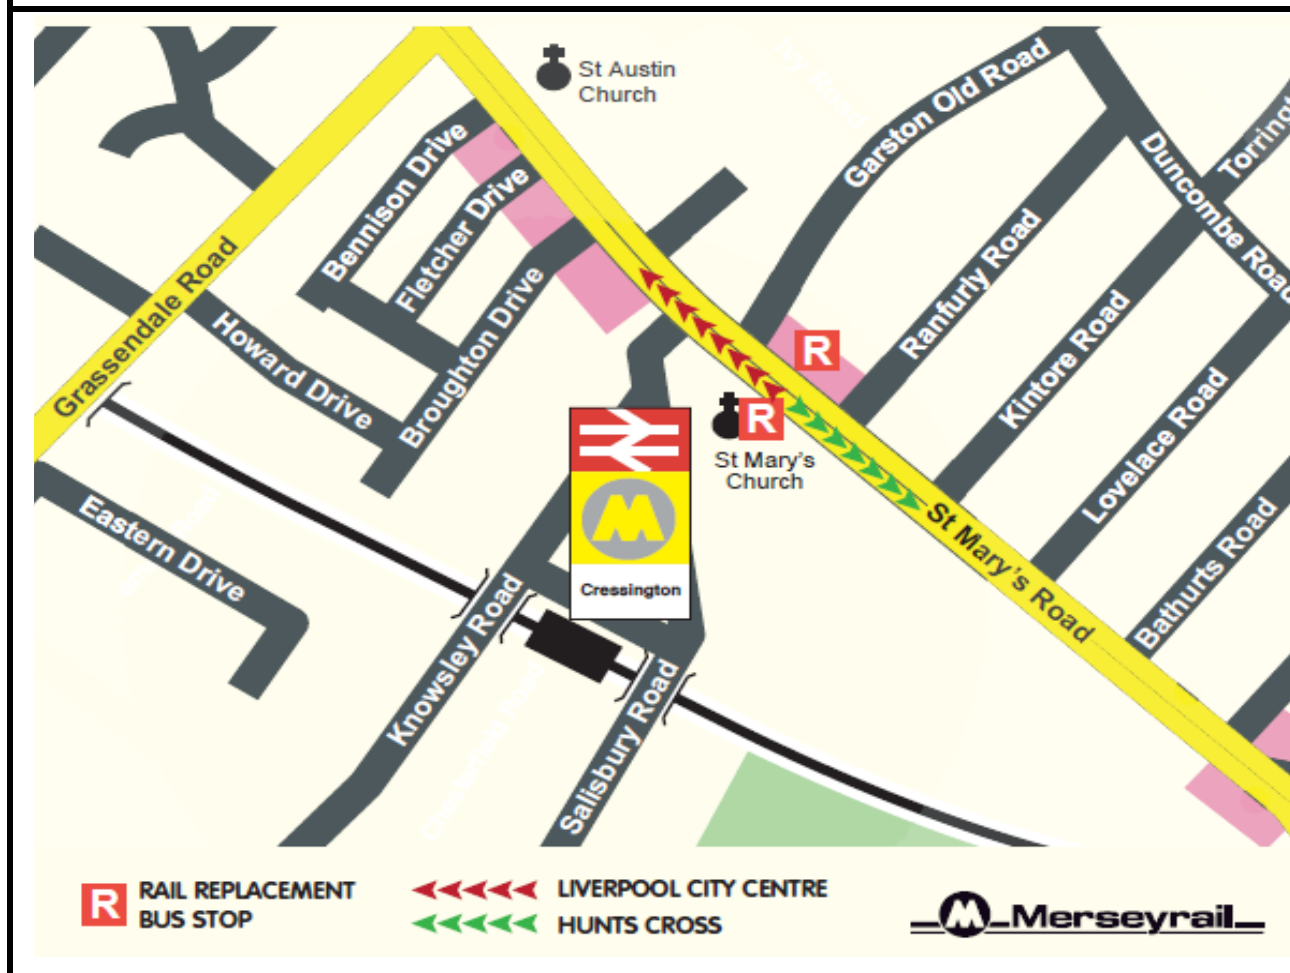 St Austin
Church
Garston Old Road
Bennison Drive
Fletcher Drive
Duncombe Road
Ranfurly Road
Grassendale Road
Broughton Drive
Howard Drive
Kintore Road
R
R
Lovelace Road
St Mary's
Church
M
Cressington
St Mary's Road
Bathurts Road
Eastern Drive
Knowsley Road
Salisbury Road
R RAIL REPLACEMENT
BUS STOP
LIVERPOOL CITY CENTRE
HUNTS CROSS
M Merseyrail